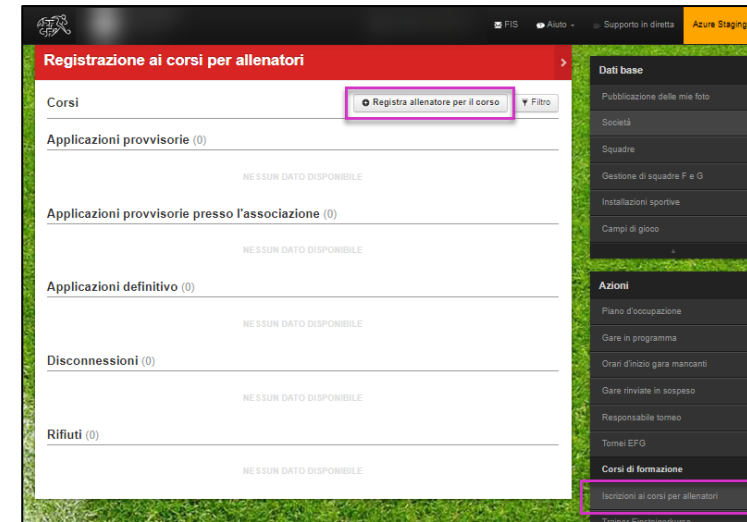 FIS Aiuto Supporto in diretta Azure Staging
Registrazione ai corsi per allenatori
Corsi Registra allenatore per il corso Filtro
Applicazioni provvisorie (0)
NESSUN DATO DISPONIBILE
Applicazioni provvisorie presso l'associazione (0)
NESSUN DATO DISPONIBILE
Applicazioni definitivo (0)
NESSUN DATO DISPONIBILE
Disconnessioni (0)
NESSUN DATO DISPONIBILE
Rifiuti (0)
NESSUN DATO DISPONIBILE
Dati base
Pubblicazione delle mie foto
Società
Squadre
Gestione di squadre F e G
Installazioni sportive
Campi di gioco
Azioni
Piano d'occupazione
Gare in programma
Orari d'inizio gara mancanti
Gare rinviate in sospeso
Responsabile torneo
Tornei EFG
Corsi di formazione
Iscrizioni ai corsi per allenatori